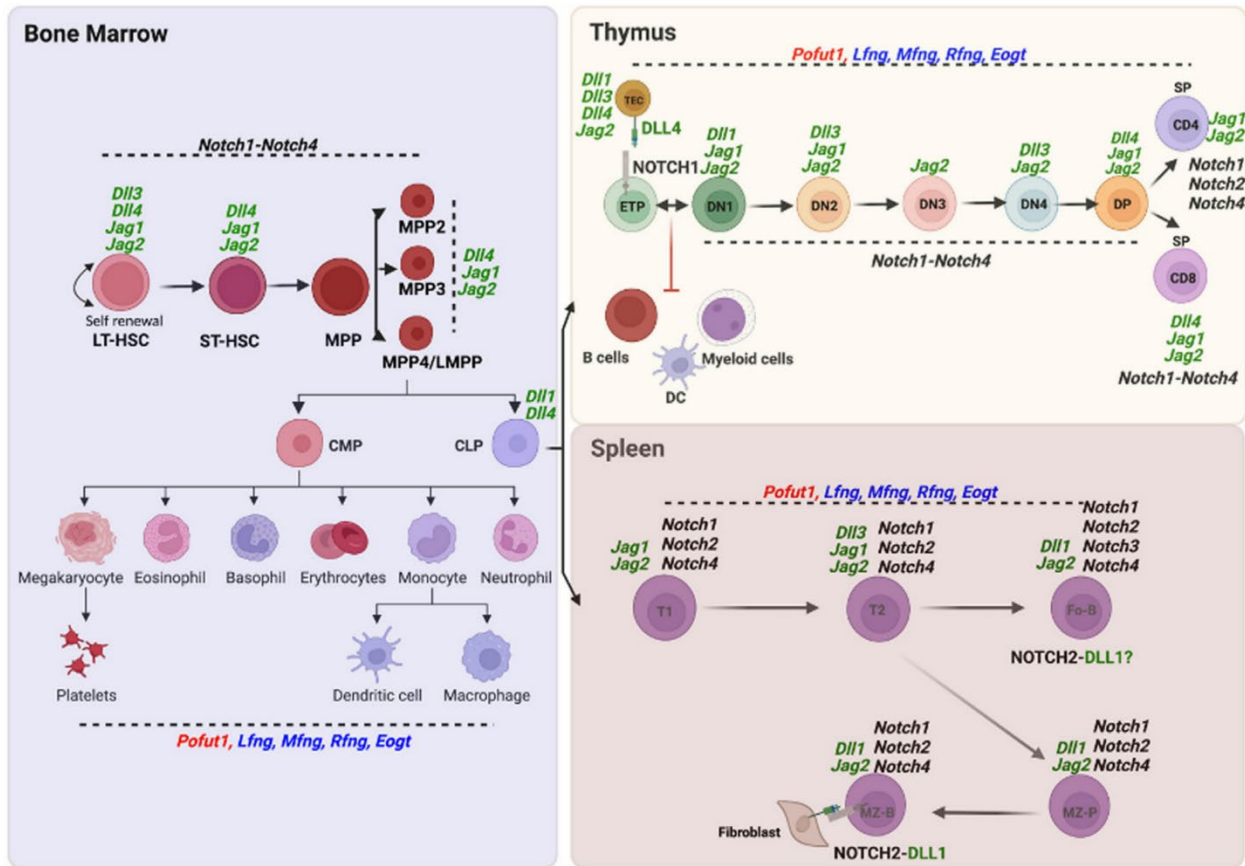 Bone Marrow
Notch1-Notch4
Dll3
Dll4
Jag1
Jag2
Dll4
Jag1
Jag2
MPP2
MPP3
MPP4/LMPP
Dll4
Jag1
Jag2
Self renewal
LT-HSC
ST-HSC
MPP
CMP
CLP
Dll1
Dll4
Megakaryocyte
Eosinophil
Basophil
Erythrocytes
Monocyte
Neutrophil
Platelets
Dendritic cell
Macrophage
Pofut1, Lfng, Mfng, Rfng, Eogt
Thymus
Pofut1, Lfng, Mfng, Rfng, Eogt
Dll1
Dll3
Dll4
Jag2
TEC
DLL4
NOTCH1
ETP
Dll1
Jag1
Jag2
DN1
Dll3
Jag1
Jag2
DN2
Jag2
DN3
Dll3
Jag2
DN4
Dll4
Jag1
Jag2
DP
SP
CD4
Jag1
Jag2
Notch1
Notch2
Notch4
Notch1-Notch4
SP
CD8
Dll4
Jag1
Jag2
Notch1-Notch4
B cells
DC
Myeloid cells
Spleen
Pofut1, Lfng, Mfng, Rfng, Eogt
Jag1
Jag2
Notch1
Notch2
Notch4
T1
Dll3
Jag1
Jag2
Notch1
Notch2
Notch4
T2
Dll1
Jag2
Notch1
Notch2
Notch3
Notch4
Fo-B
NOTCH2-DLL1?
Dll1
Jag2
Notch1
Notch2
Notch4
MZ-B
Fibroblast
NOTCH2-DLL1
Dll1
Jag2
Notch1
Notch2
Notch4
MZ-P